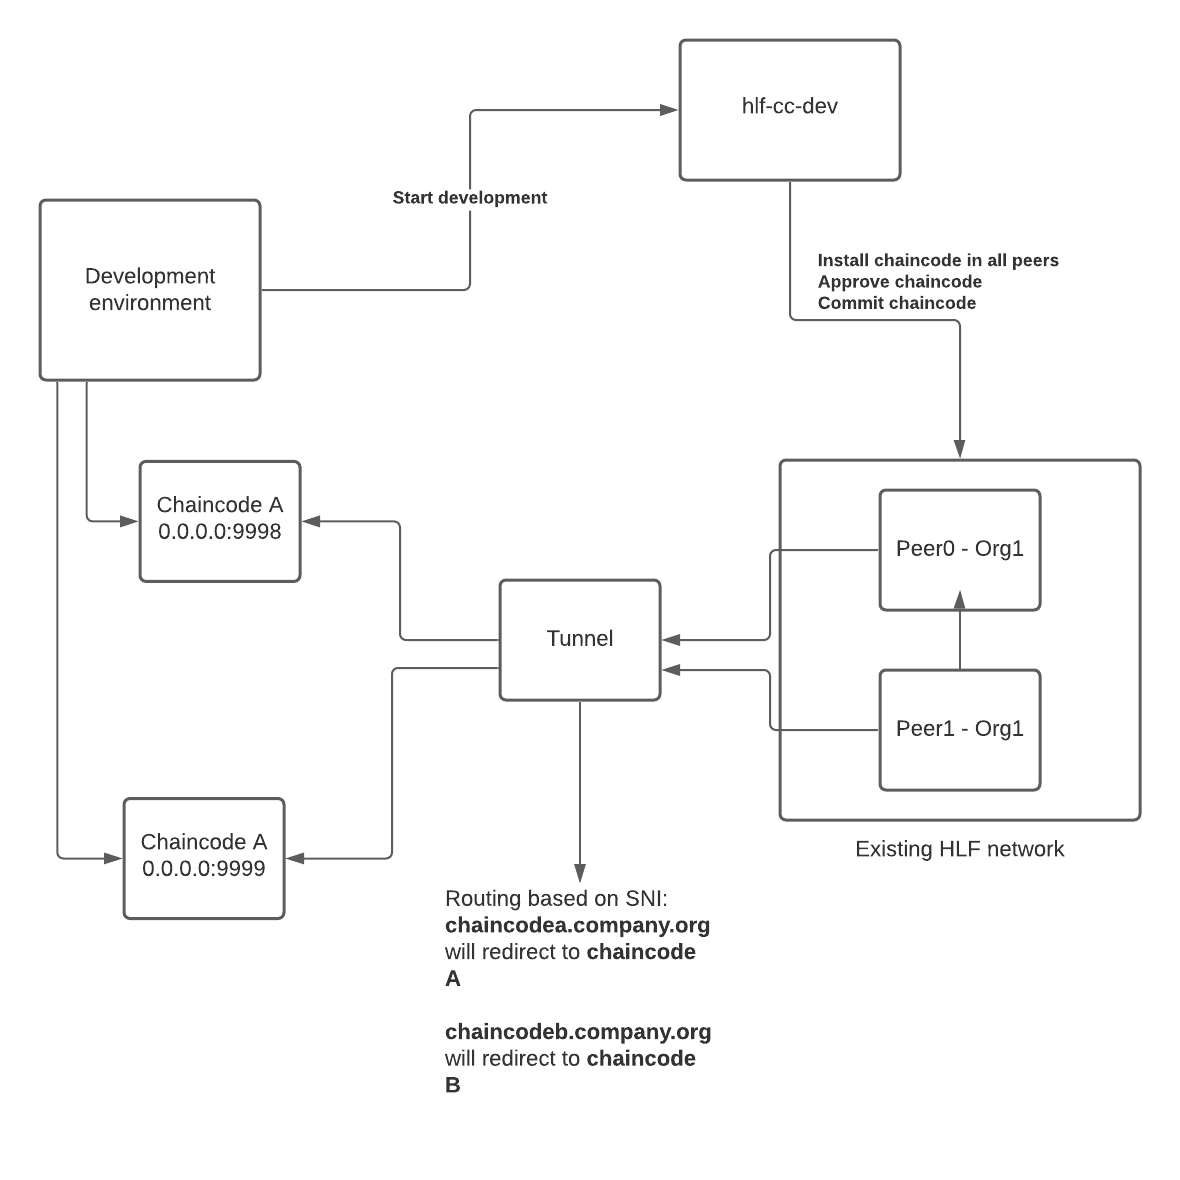 hlf-cc-dev
Start development
Development
environment
Install chaincode in all peers
Approve chaincode
Commit chaincode
Chaincode A
0.0.0.0:9998
Peer0 - Org1
Tunnel
Peer1 - Org1
Chaincode A
0.0.0.0:9999
Existing HLF network
Routing based on SNI:
chaincodea.company.org
will redirect to chaincode
A
chaincodeb.company.org
will redirect to chaincode
B